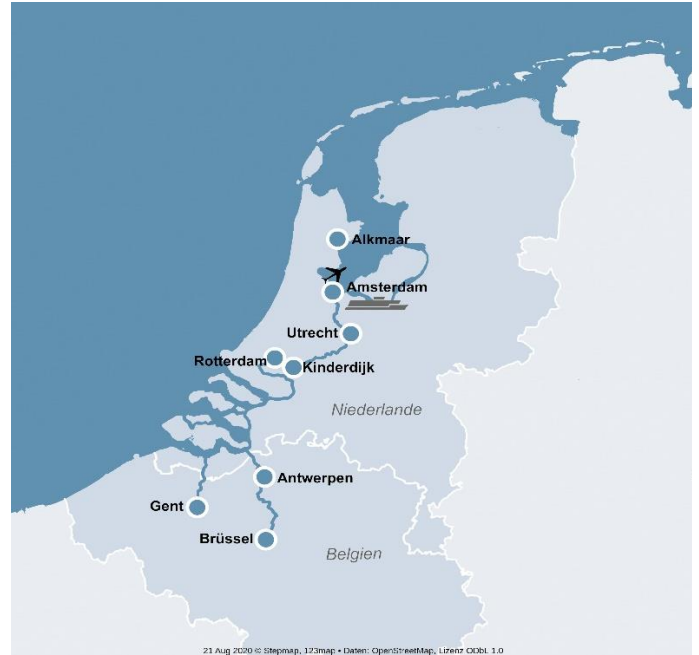 Alkmaar
Amsterdam
Utrecht
Rotterdam
Kinderdijk
Niederlande
Antwerpen
Gent
Brüssel
Belgien
21 Aug 2020 © Stepmap, 123map • Daten: OpenStreetMap, Lizenz ODbL 1.0